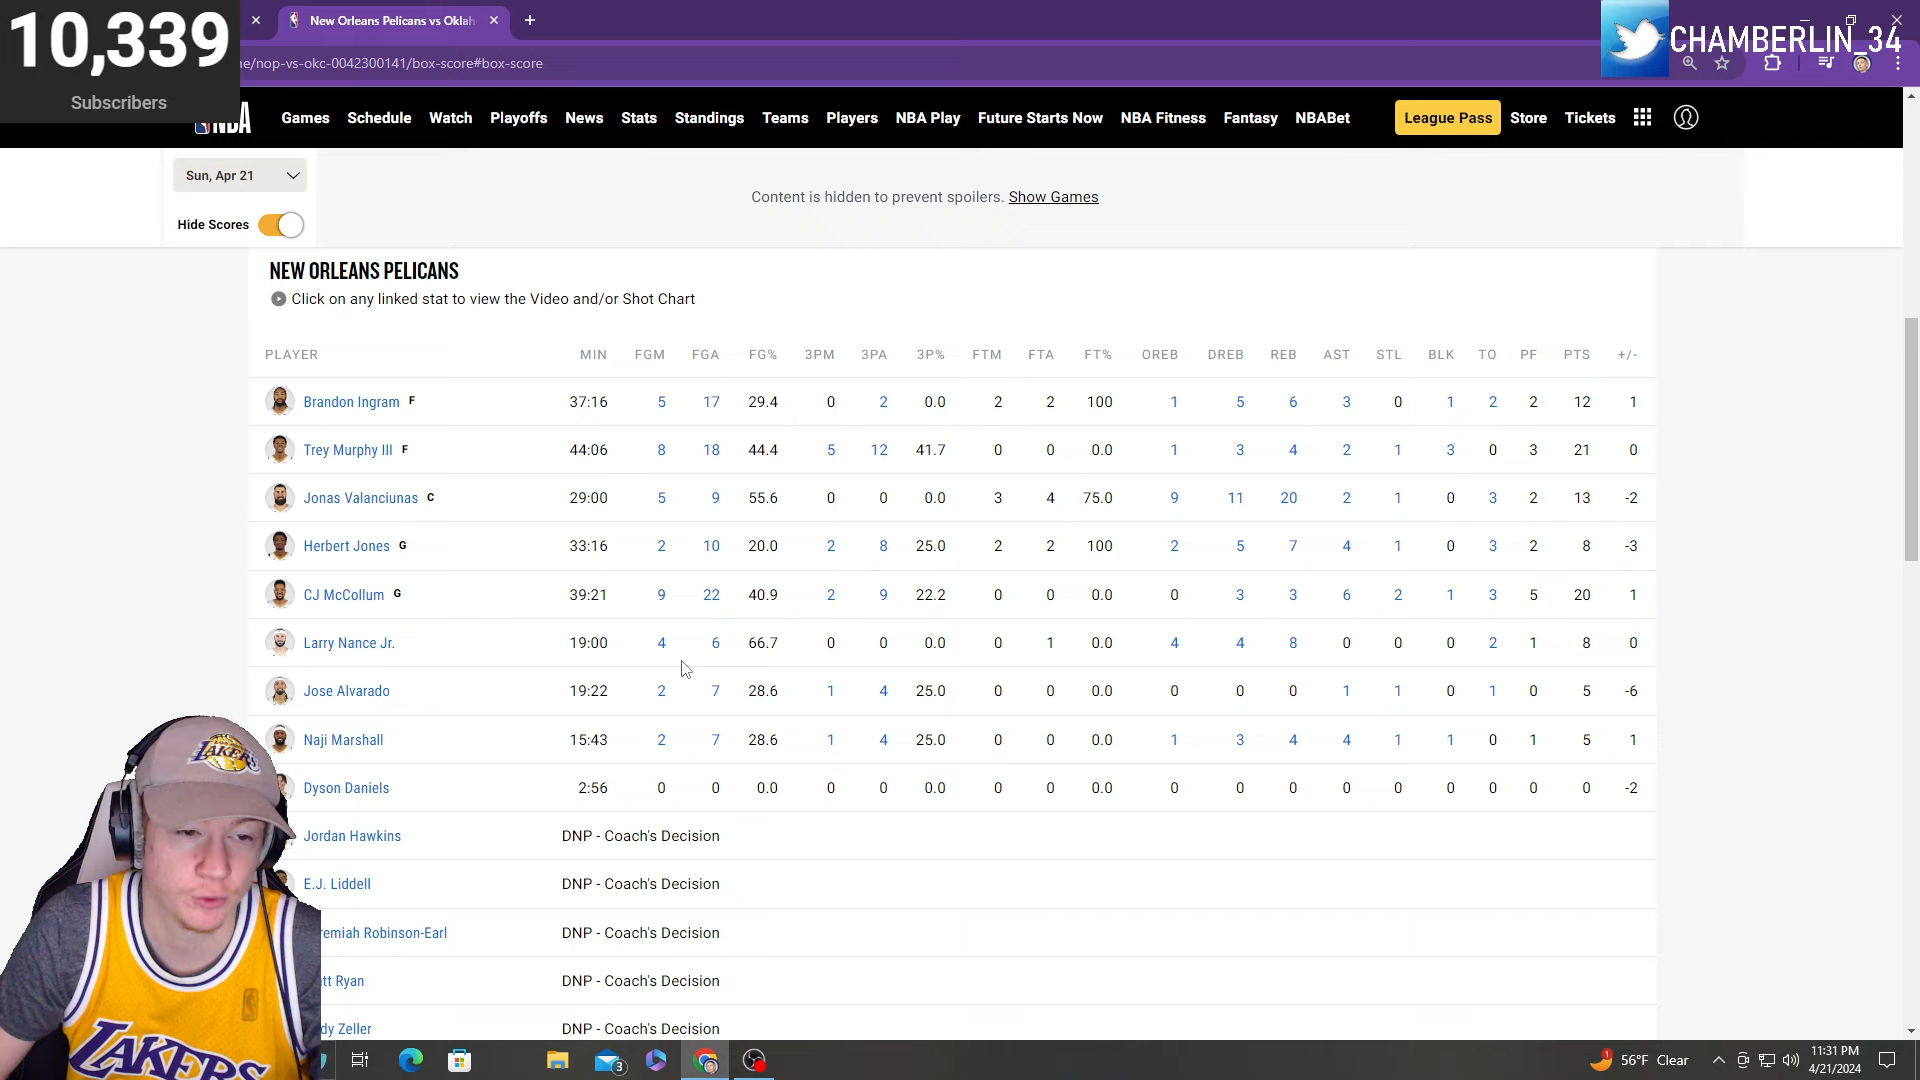 10,339
Subscribers
New Orleans Pelicans vs Oklah
CHAMBERLIN_34
e/nop-vs-okc-0042300141/box-score#box-score
NBA Games Schedule Watch Playoffs News Stats Standings Teams Players NBA Play Future Starts Now NBA Fitness Fantasy NBABet League Pass Store Tickets
Sun, Apr 21
Content is hidden to prevent spoilers. Show Games
Hide Scores
NEW ORLEANS PELICANS
Click on any linked stat to view the Video and/or Shot Chart
PLAYER MIN FGM FGA FG% 3PM 3PA 3P% FTM FTA FT% OREB DREB REB AST STL BLK TO PF PTS +/-
Brandon Ingram F 37:16 5 17 29.4 0 2 0.0 2 2 100 1 5 6 3 0 1 2 2 12 1
Trey Murphy III F 44:06 8 18 44.4 5 12 41.7 0 0 0.0 1 3 4 2 1 3 0 3 21 0
Jonas Valanciunas C 29:00 5 9 55.6 0 0 0.0 3 4 75.0 9 11 20 2 1 0 3 2 13 -2
Herbert Jones G 33:16 2 10 20.0 2 8 25.0 2 2 100 2 5 7 4 1 0 3 2 8 -3
CJ McCollum G 39:21 9 22 40.9 2 9 22.2 0 0 0.0 0 3 3 6 2 1 3 5 20 1
Larry Nance Jr. 19:00 4 6 66.7 0 0 0.0 0 1 0.0 4 4 8 0 0 0 2 1 8 0
Jose Alvarado 19:22 2 7 28.6 1 4 25.0 0 0 0.0 0 0 0 1 1 0 1 0 5 -6
Naji Marshall 15:43 2 7 28.6 1 4 25.0 0 0 0.0 1 3 4 4 1 1 0 1 5 1
Dyson Daniels 2:56 0 0 0.0 0 0 0.0 0 0 0.0 0 0 0 0 0 0 0 0 0 -2
Jordan Hawkins DNP - Coach's Decision
E.J. Liddell DNP - Coach's Decision
remiah Robinson-Earl DNP - Coach's Decision
tt Ryan DNP - Coach's Decision
dy Zeller DNP - Coach's Decision
LAKERS
LAKERS
3
1
56°F Clear
11:31 PM
4/21/2024